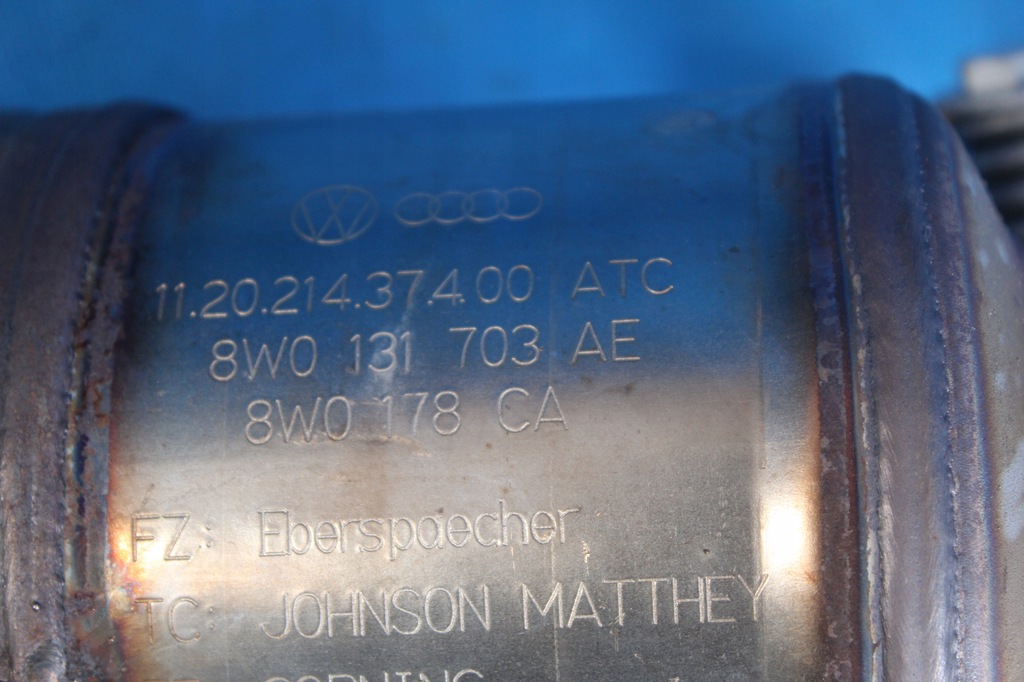 11.20.214.37.4.00 ATC
8W0 131 703 AE
8W0 178 CA
FZ: Eberspaecher
TC: JOHNSON MATTHEY
CORNING